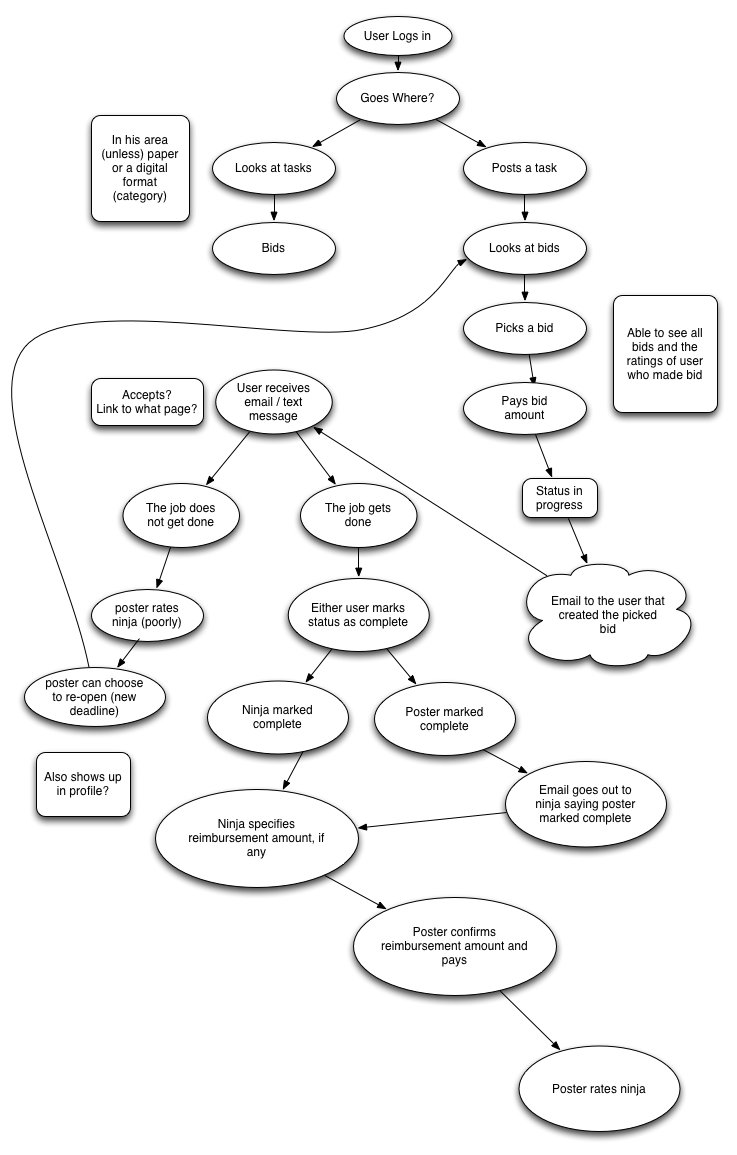 User Logs in
Goes Where?
In his area
(unless) paper
or a digital
format
(category)
Looks at tasks
Posts a task
Bids
Looks at bids
Picks a bid
Able to see all
bids and the
ratings of user
who made bid
Accepts?
Link to what page?
User receives
email / text
message
Pays bid
amount
Status in
progress
The job does
not get done
The job gets
done
poster rates
ninja (poorly)
Either user marks
status as complete
Email to the user that
created the picked
bid
poster can choose
to re-open (new
deadline)
Ninja marked
complete
Poster marked
complete
Also shows up
in profile?
Email goes out to
ninja saying poster
marked complete
Ninja specifies
reimbursement amount, if
any
Poster confirms
reimbursement amount and
pays
Poster rates ninja